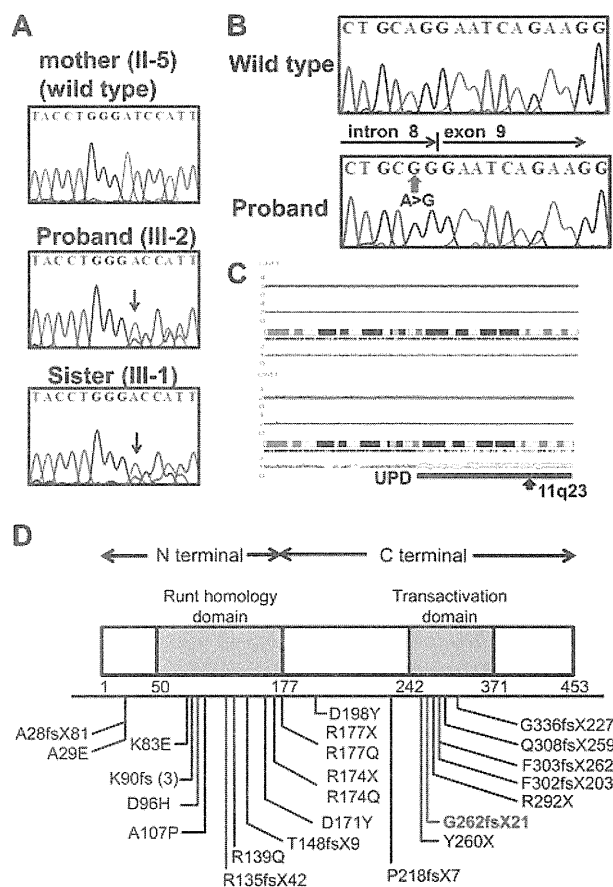 A
mother (II-5)
(wild type)
TACCTGGGATCCATT
Proband (III-2)
TACCTGGGACCATT
Sister (III-1)
TACCTGGGACCATT
B
Wild type
CTGCAGGAATCAGAAGG
intron 8
exon 9
CTGCGGGAATCAGAAGG
A>G
Proband
C
UPD
11q23
D
N terminal
C terminal
Runt homology
domain
Transactivation
domain
1 50 177 242 371 453
A28fsX81
A29E
K83E
K90fs (3)
D96H
A107P
R135fsX42
R139Q
T148fsX9
D171Y
R174Q
R174X
R177Q
R177X
D198Y
P218fsX7
Y260X
G262fsX21
R292X
F302fsX203
F303fsX262
Q308fsX259
G336fsX227